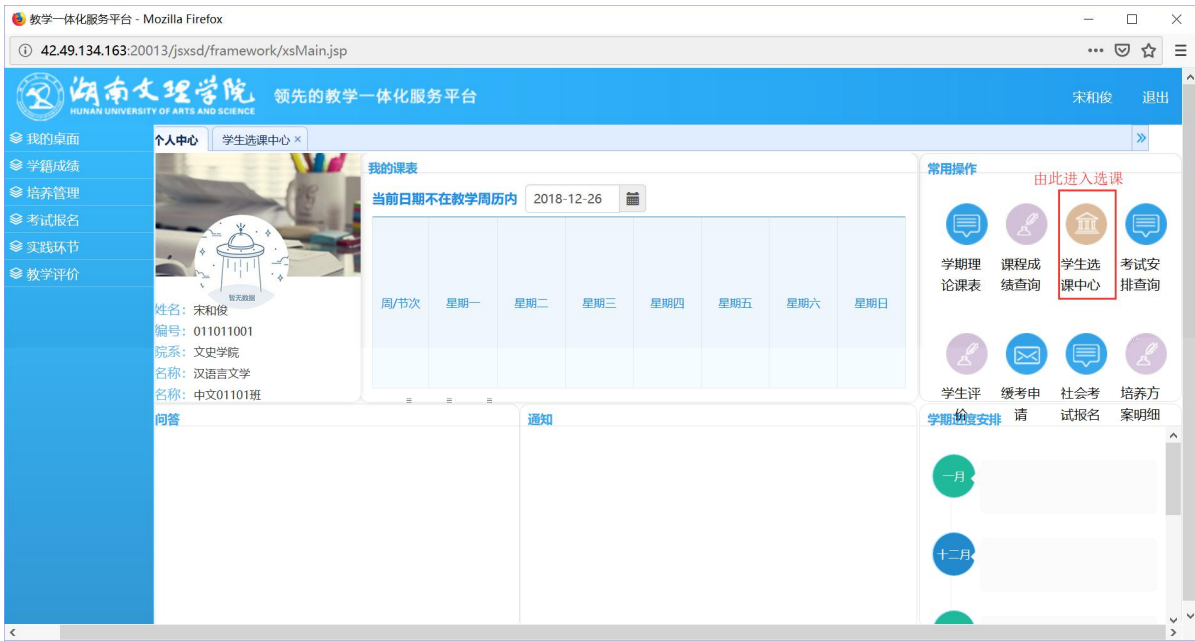 教学一体化服务平台 - Mozilla Firefox
42.49.134.163:20013/jsxsd/framework/xsMain.jsp
湖南文理学院
HUNAN UNIVERSITY OF ARTS AND SCIENCE
领先的教学一体化服务平台
宋和俊 退出
我的桌面
学籍成绩
培养管理
考试报名
实践环节
教学评价
个人中心 学生选课中心 ×
暂无数据
姓名：宋和俊
编号：011011001
院系：文史学院
名称：汉语言文学
名称：中文01101班
我的课表
当前日期不在教学周历内 2018-12-26
周/节次 星期一 星期二 星期三 星期四 星期五 星期六 星期日
常用操作
由此进入选课
学期理论课表
课程成绩查询
学生选课中心
考试安排查询
学生评价
缓考申请
社会考试报名
培养方案明细
问答
通知
学期进度安排
一月
十二月